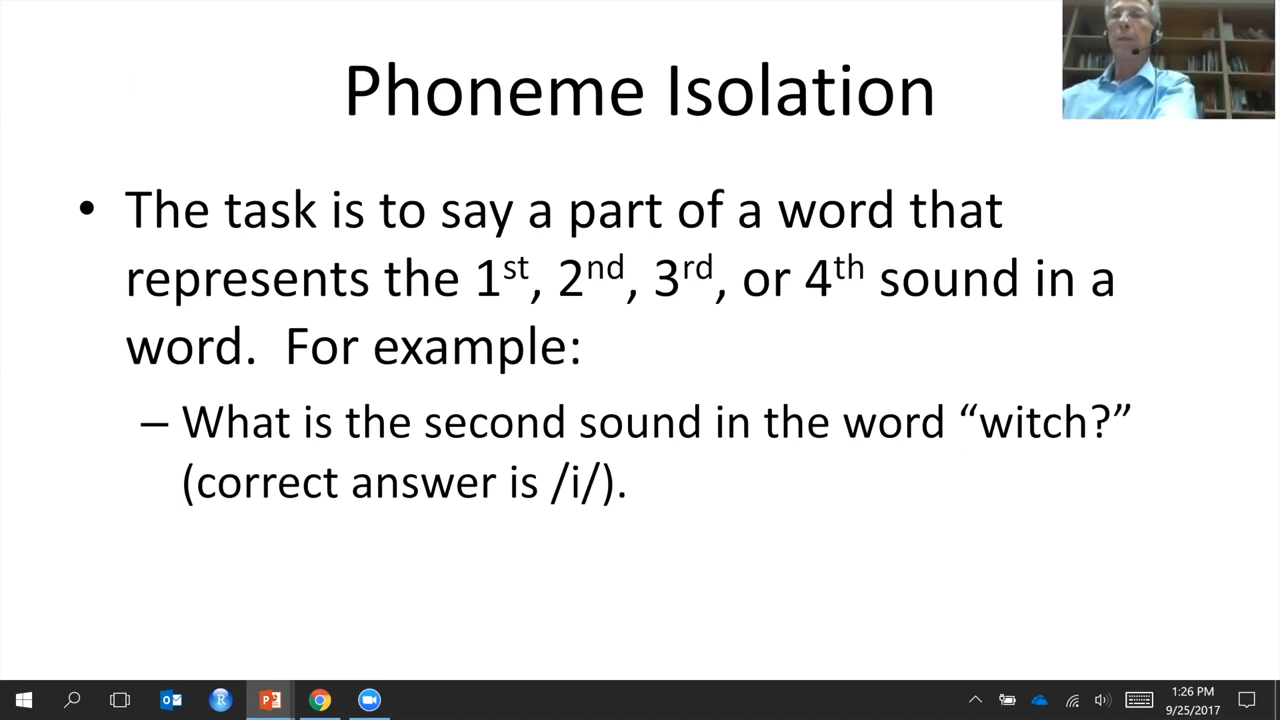 Phoneme Isolation
• The task is to say a part of a word that
represents the 1st, 2nd, 3rd, or 4th sound in a
word.  For example:
– What is the second sound in the word “witch?”
(correct answer is /i/).
1:26 PM
9/25/2017